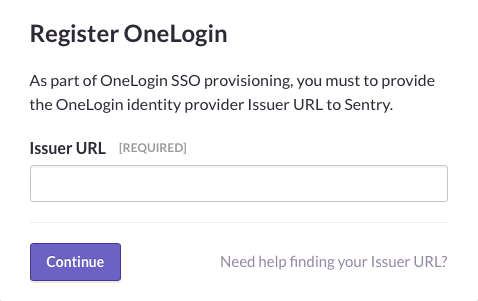 Register OneLogin
As part of OneLogin SSO provisioning, you must to provide
the OneLogin identity provider Issuer URL to Sentry.
Issuer URL [REQUIRED]
Continue Need help finding your Issuer URL?